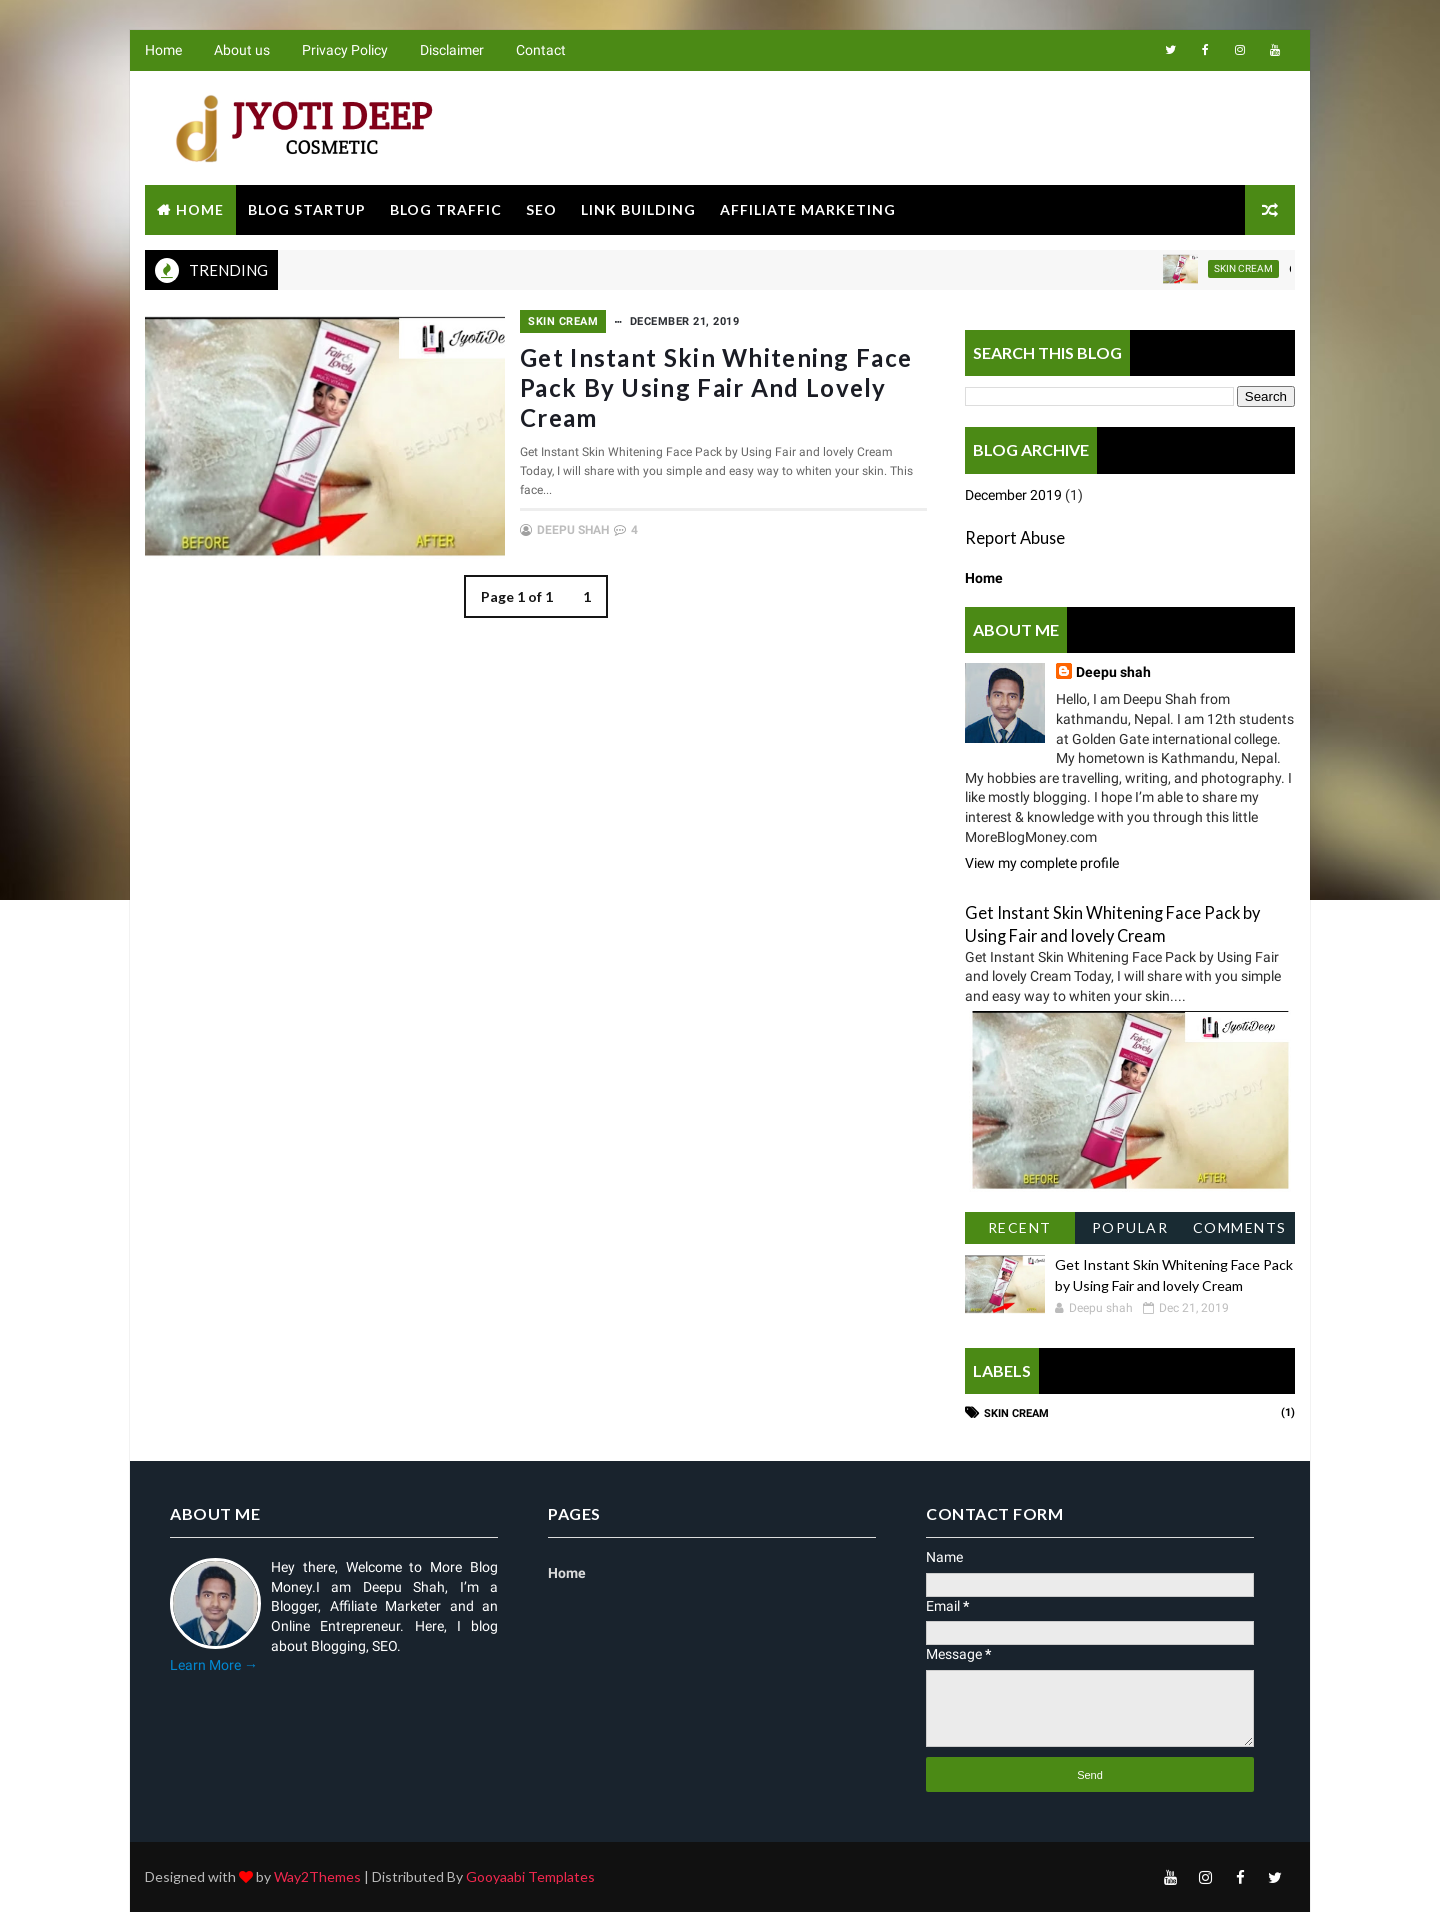 Home About us Privacy Policy Disclaimer Contact
JYOTI DEEP
COSMETIC
HOME BLOG STARTUP BLOG TRAFFIC SEO LINK BUILDING AFFILIATE MARKETING
TRENDING
SKIN CREAM
JyotiDe
Fair & Lovely
BEAUTY DIY
BEFORE
AFTER
SKIN CREAM – DECEMBER 21, 2019
Get Instant Skin Whitening Face
Pack By Using Fair And Lovely
Cream
Get Instant Skin Whitening Face Pack by Using Fair and lovely Cream
Today, I will share with you simple and easy way to whiten your skin. This
face...
DEEPU SHAH 4
Page 1 of 1 1
SEARCH THIS BLOG
Search
BLOG ARCHIVE
December 2019 (1)
Report Abuse
Home
ABOUT ME
Deepu shah
Hello, I am Deepu Shah from
kathmandu, Nepal. I am 12th students
at Golden Gate international college.
My hometown is Kathmandu, Nepal.
My hobbies are travelling, writing, and photography. I
like mostly blogging. I hope I’m able to share my
interest & knowledge with you through this little
MoreBlogMoney.com
View my complete profile
Get Instant Skin Whitening Face Pack by
Using Fair and lovely Cream
Get Instant Skin Whitening Face Pack by Using Fair
and lovely Cream Today, I will share with you simple
and easy way to whiten your skin....
JyotiDeep
Fair & Lovely
BEAUTY DIY
BEFORE
AFTER
RECENT POPULAR COMMENTS
Get Instant Skin Whitening Face Pack
by Using Fair and lovely Cream
Deepu shah Dec 21, 2019
LABELS
SKIN CREAM (1)
ABOUT ME
Hey there, Welcome to More Blog
Money.I am Deepu Shah, I’m a
Blogger, Affiliate Marketer and an
Online Entrepreneur. Here, I blog
about Blogging, SEO.
Learn More →
PAGES
Home
CONTACT FORM
Name
Email *
Message *
Send
Designed with by Way2Themes | Distributed By Gooyaabi Templates